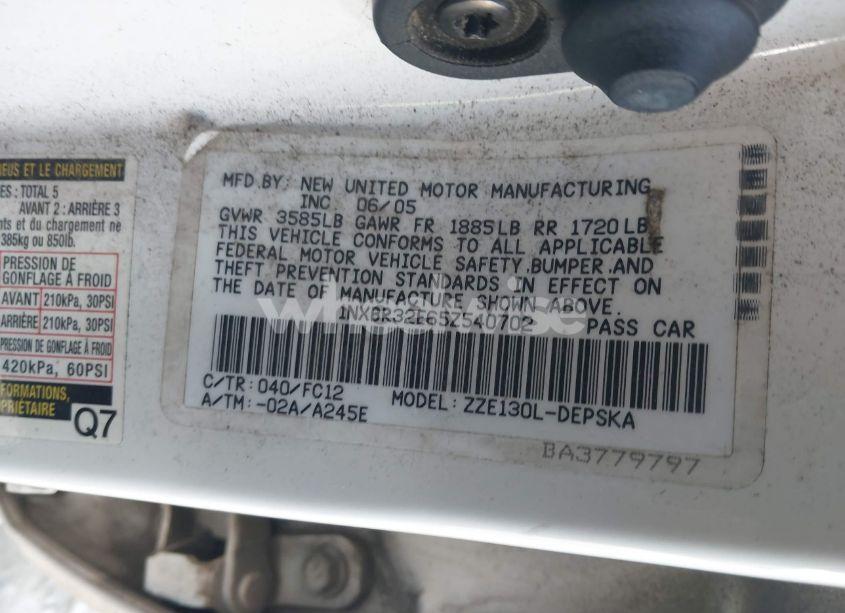 NEUS ET LE CHARGEMENT
ES : TOTAL 5
AVANT 2 : ARRIÈRE 3
nts et du chargement ne
385kg ou 850lb.
PRESSION DE
GONFLAGE À FROID
AVANT 210kPa, 30PSI
ARRIÈRE 210kPa, 30PSI
PRESSION DE GONFLAGE À FROID
420kPa, 60PSI
FORMATIONS,
PRIÉTAIRE
Q7
MFD BY: NEW UNITED MOTOR MANUFACTURING
INC 06/05
GVWR 3585LB GAWR FR 1885LB RR 1720LB
THIS VEHICLE CONFORMS TO ALL APPLICABLE
FEDERAL MOTOR VEHICLE SAFETY,BUMPER,AND
THEFT PREVENTION STANDARDS IN EFFECT ON
THE DATE OF MANUFACTURE SHOWN ABOVE.
1NXBR32E65Z540702 PASS CAR
C/TR: 040/FC12
A/TM: -02A/A245E MODEL: ZZE130L-DEPSKA
BA3779797
wheelwise